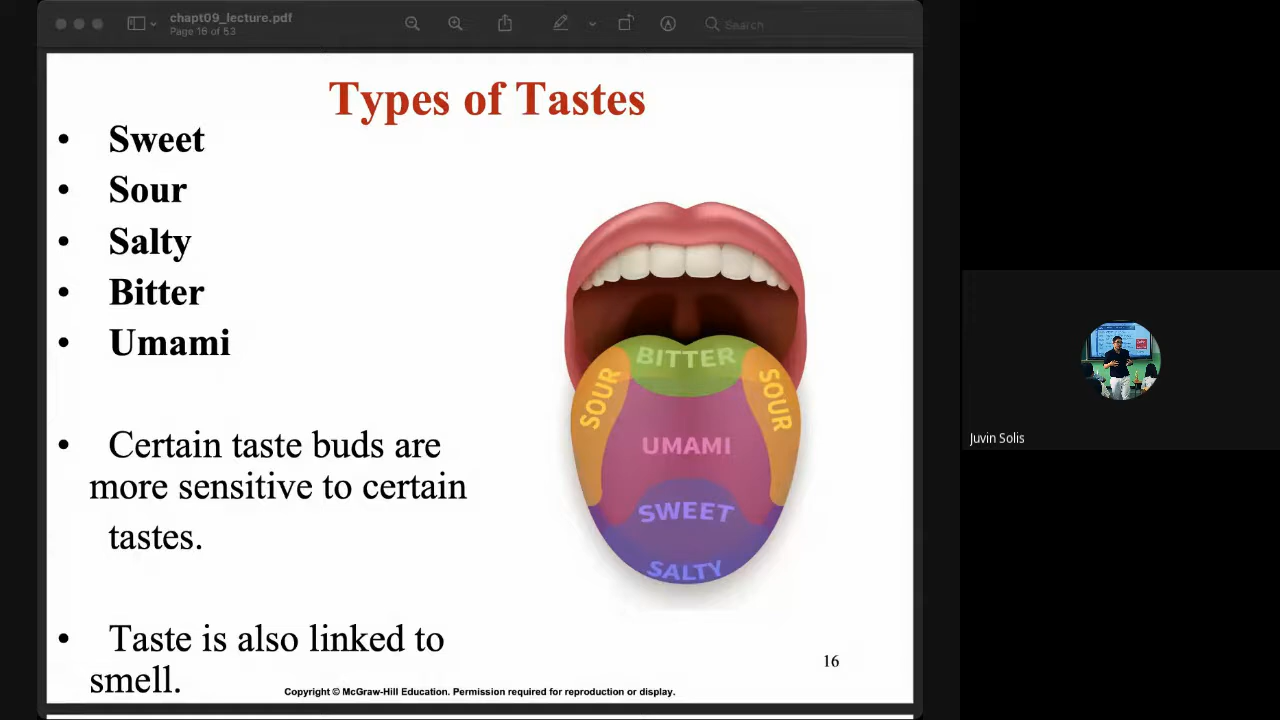 chapt09_lecture.pdf
Page 16 of 53
Search
Types of Tastes
• Sweet
• Sour
• Salty
• Bitter
• Umami
• Certain taste buds are
more sensitive to certain
tastes.
• Taste is also linked to
smell.
BITTER
SOUR
SOUR
UMAMI
SWEET
SALTY
16
Copyright © McGraw-Hill Education. Permission required for reproduction or display.
Juvin Solis